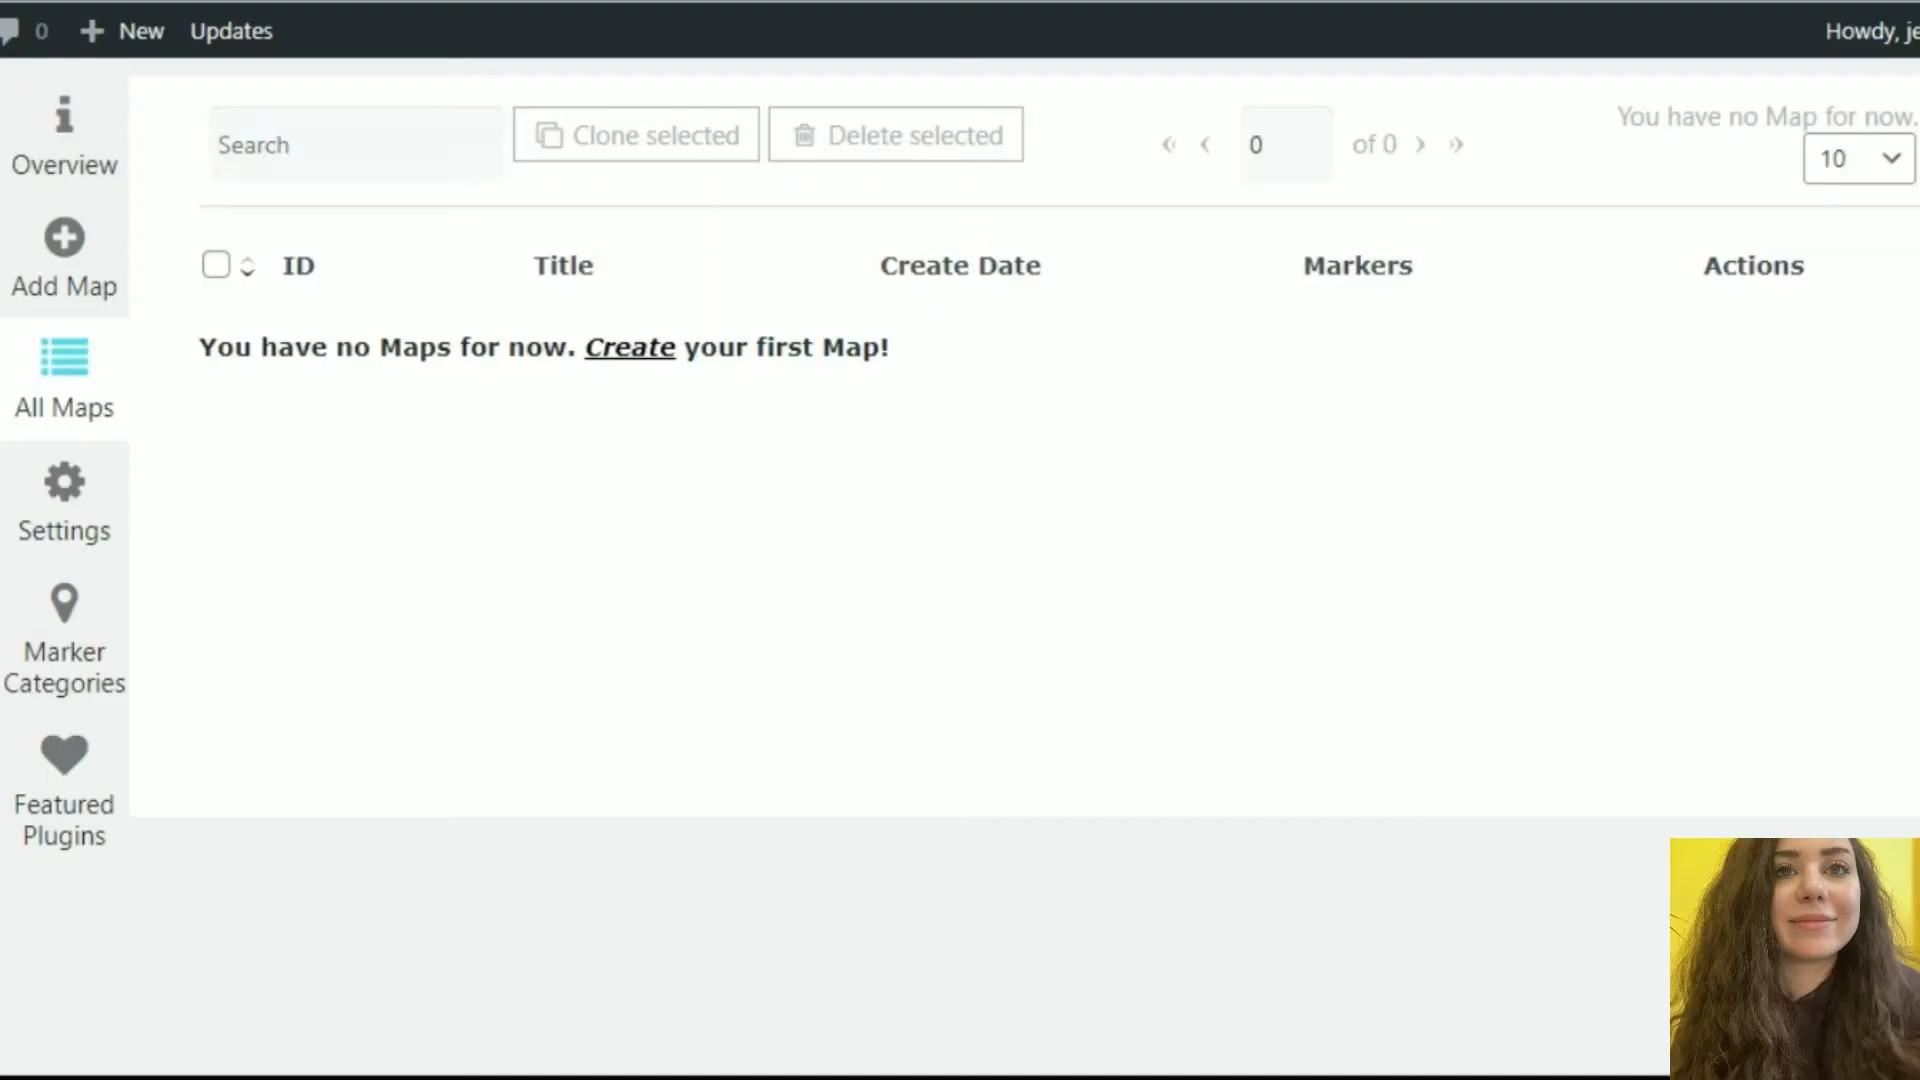 0 New Updates Howdy, je
Overview
Add Map
All Maps
Settings
Marker
Categories
Featured
Plugins
Search Clone selected Delete selected « ‹ 0 of 0 › » You have no Map for now.
10
ID Title Create Date Markers Actions
You have no Maps for now. Create your first Map!